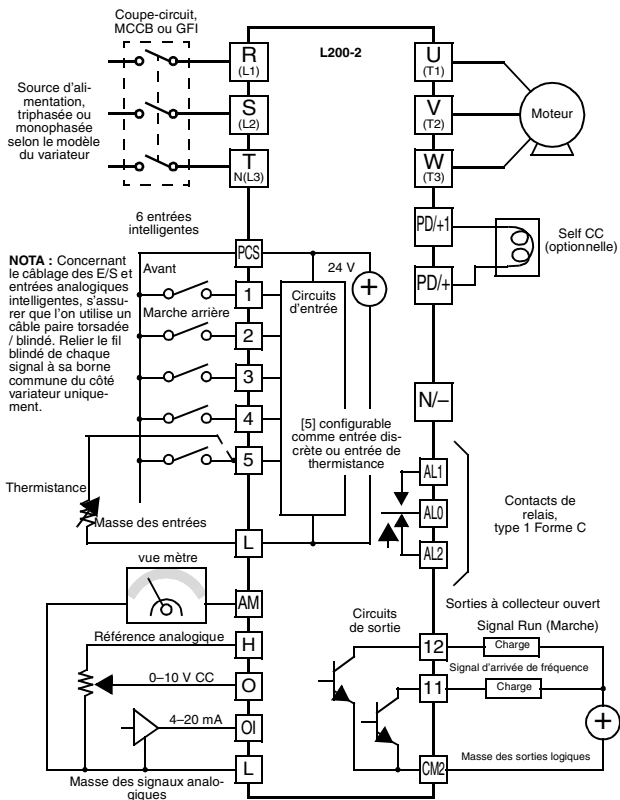 Coupe-circuit,
MCCB ou GFI
Source d'ali-
mentation,
triphasée ou
monophasée
selon le modèle
du variateur
R
(L1)
S
(L2)
T
N(L3)
L200-2
U
(T1)
V
(T2)
W
(T3)
Moteur
PD/+1
PD/+
Self CC
(optionnelle)
6 entrées
intelligentes
NOTA : Concernant
le câblage des E/S et
entrées analogiques
intelligentes, s'assu-
rer que l'on utilise un
câble paire torsadée
/ blindé. Relier le fil
blindé de chaque
signal à sa borne
commune du côté
variateur unique-
ment.
PCS
Avant
1
Marche arrière
2
3
4
5
24 V
Circuits
d'entrée
[5] configurable
comme entrée dis-
crète ou entrée de
thermistance
N/–
Thermistance
Masse des entrées
L
AL1
AL0
AL2
Contacts de
relais,
type 1 Forme C
vue mètre
AM
Référence analogique
H
0–10 V CC
O
4–20 mA
OI
L
Masse des signaux analo-
giques
Circuits
de sortie
Sorties à collecteur ouvert
Signal Run (Marche)
12
Charge
Signal d'arrivée de fréquence
11
Charge
Masse des sorties logiques
CM2